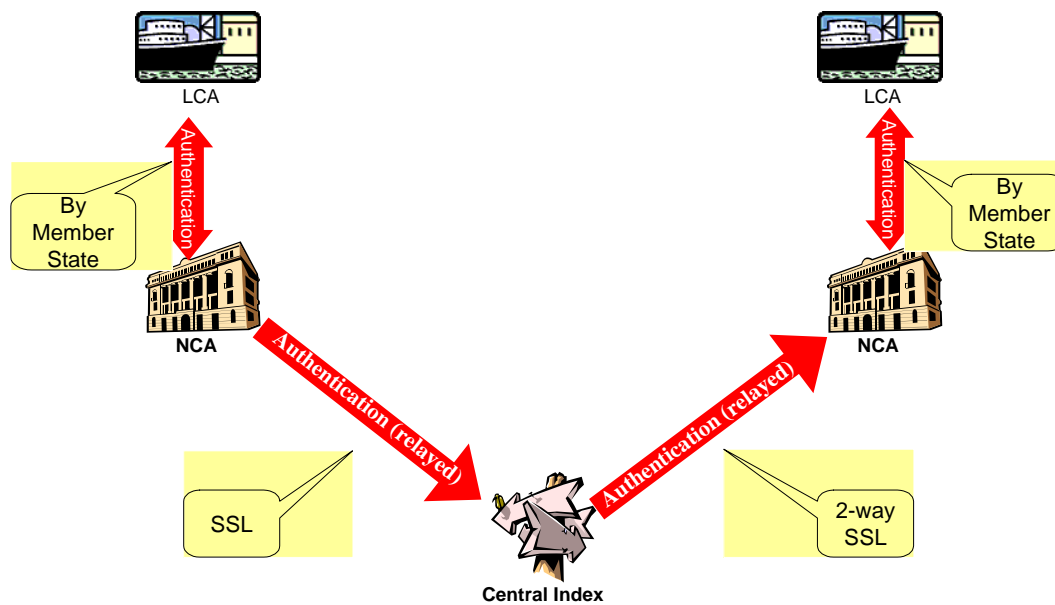 LCA
LCA
Authentication
Authentication
By
Member
State
By
Member
State
NCA
NCA
Authentication (relayed)
Authentication (relayed)
SSL
2-way
SSL
Central Index